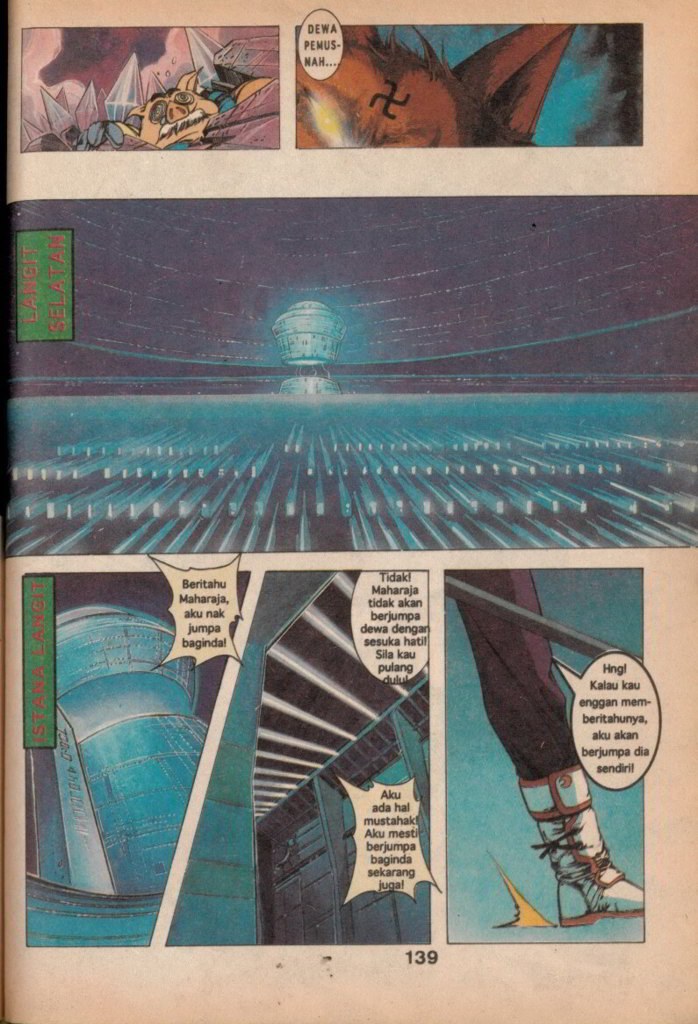 DEWA
PEMUS-
NAH....
LANGIT
SELATAN
ISTANA LANGIT
Beritahu
Maharaja,
aku nak
jumpa
baginda!
Tidak!
Maharaja
tidak akan
berjumpa
dewa dengan
sesuka hati!
Sila kau
pulang
dulu!
Aku
ada hal
mustahak!
Aku mesti
berjumpa
baginda
sekarang
juga!
Hng!
Kalau kau
enggan mem-
beritahunya,
aku akan
berjumpa dia
sendiri!
139